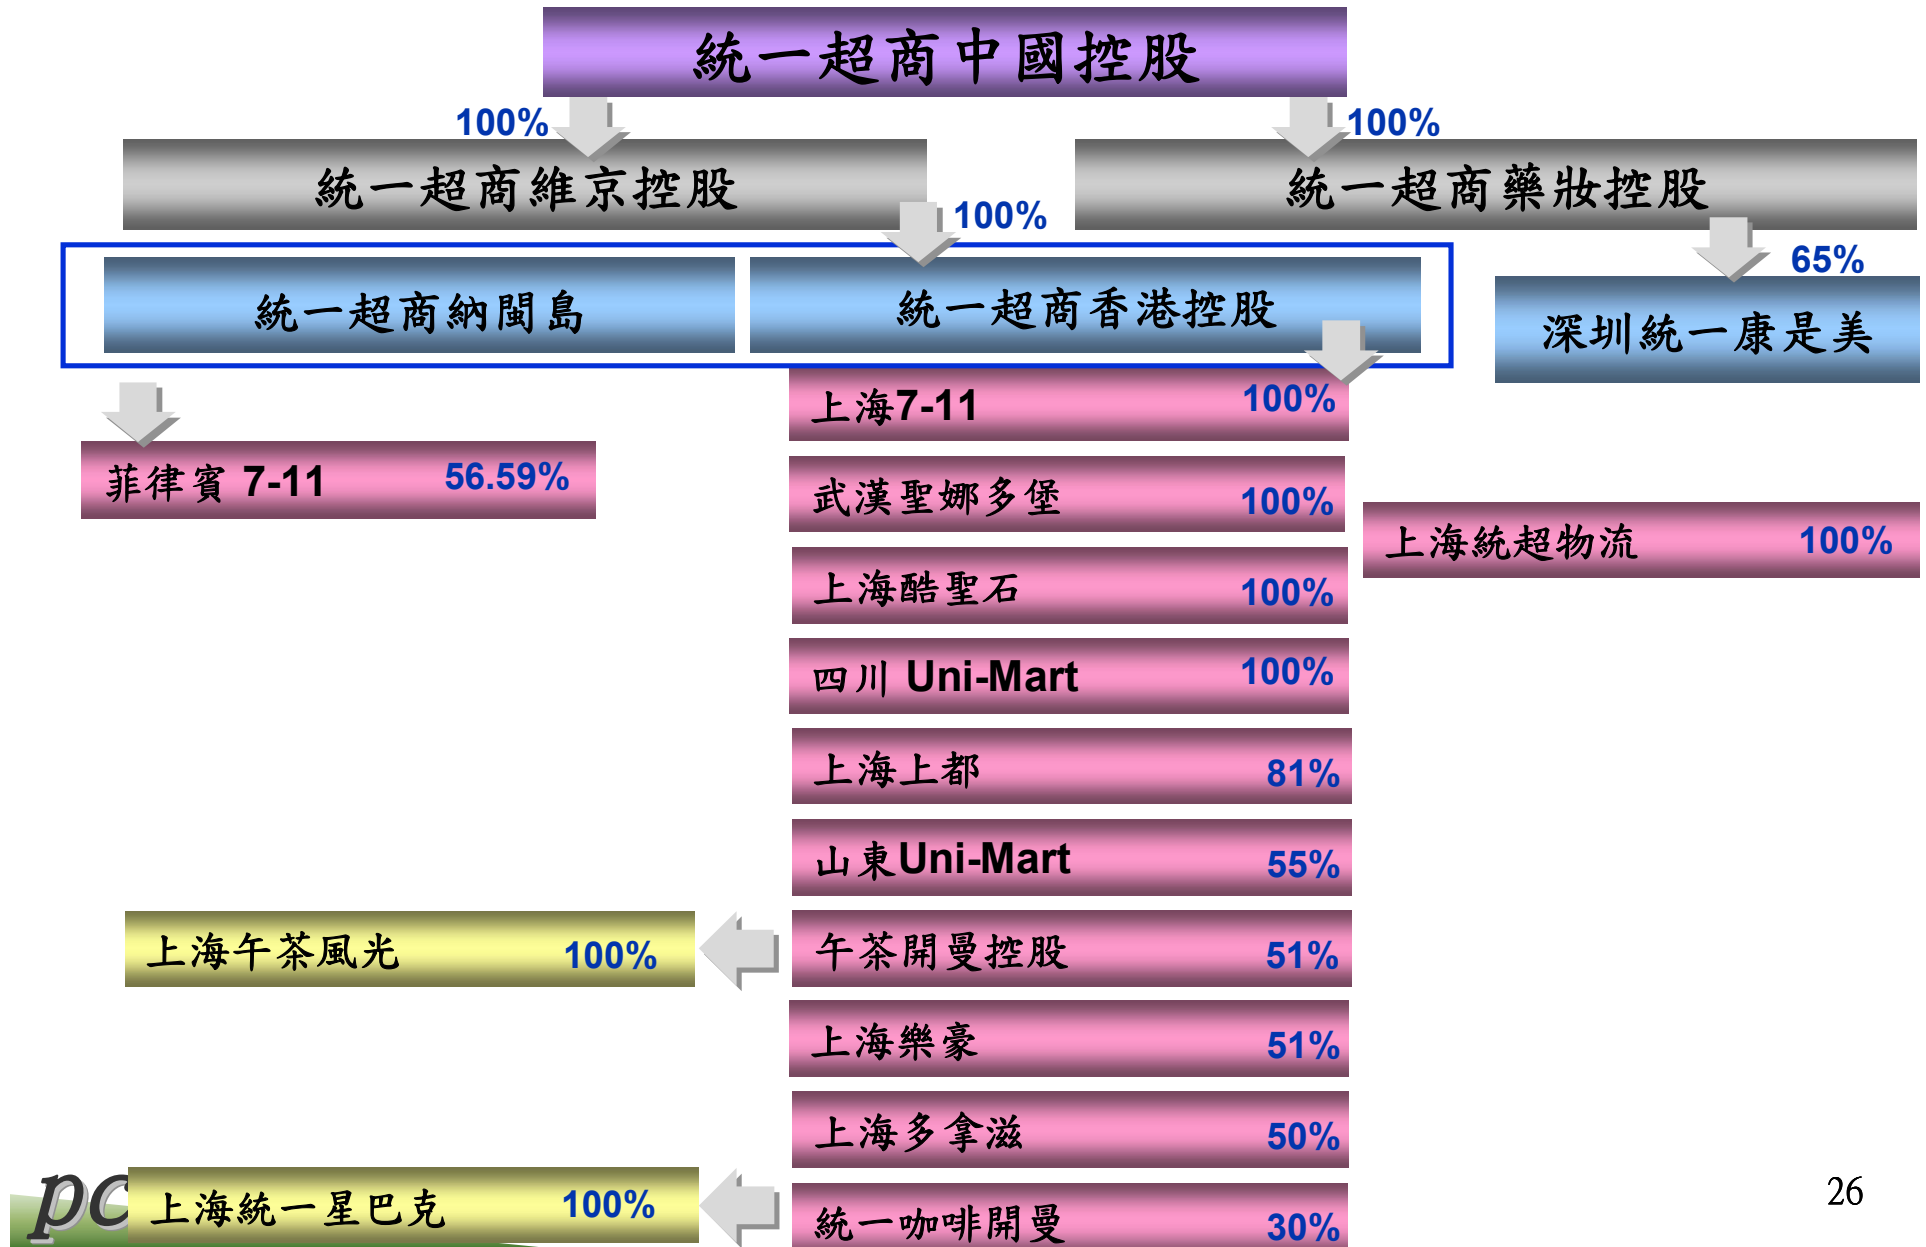 統一超商中國控股
100%
100%
統一超商維京控股
統一超商藥妝控股
100%
65%
統一超商納閩島
統一超商香港控股
深圳統一康是美
上海7-11 100%
菲律賓 7-11 56.59%
武漢聖娜多堡 100%
上海統超物流 100%
上海酷聖石 100%
四川 Uni-Mart 100%
上海上都 81%
山東Uni-Mart 55%
上海午茶風光 100%
午茶開曼控股 51%
上海樂豪 51%
上海多拿滋 50%
pc
上海統一星巴克 100%
統一咖啡開曼 30%
26